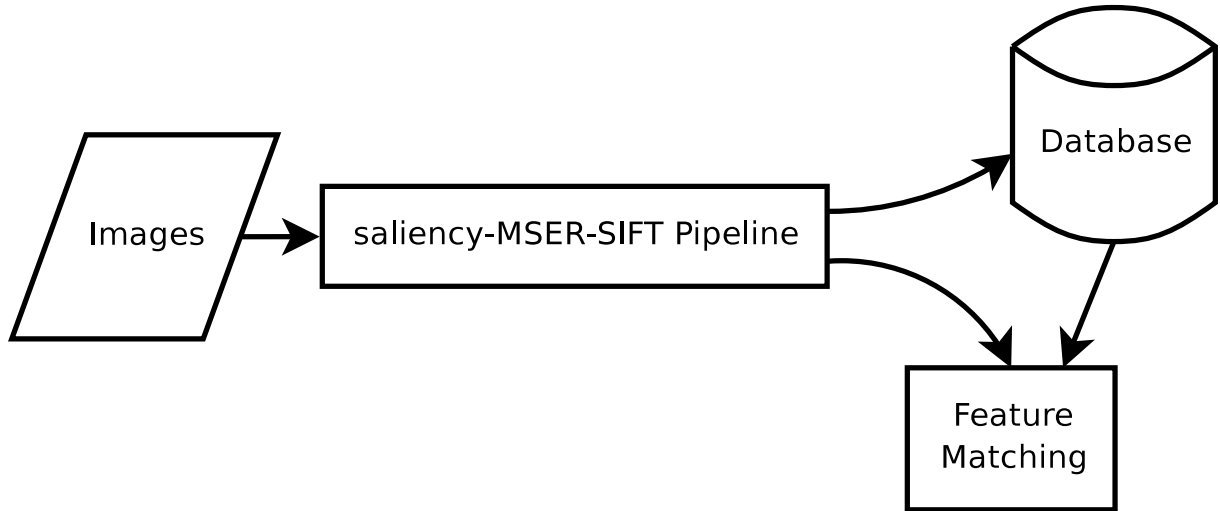 Images
saliency-MSER-SIFT Pipeline
Database
Feature
Matching